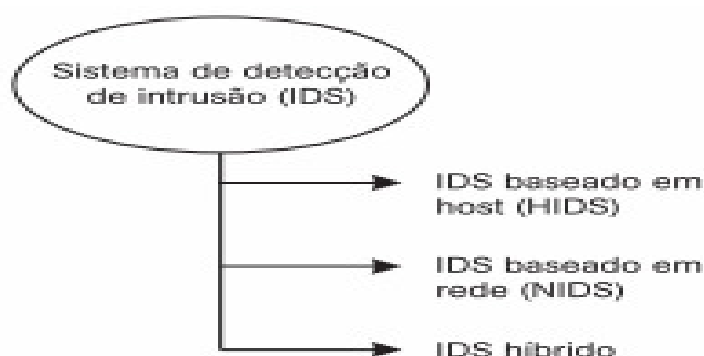 Sistema de detecção
de intrusão (IDS)
IDS baseado em
host (HIDS)
IDS baseado em
rede (NIDS)
IDS híbrido